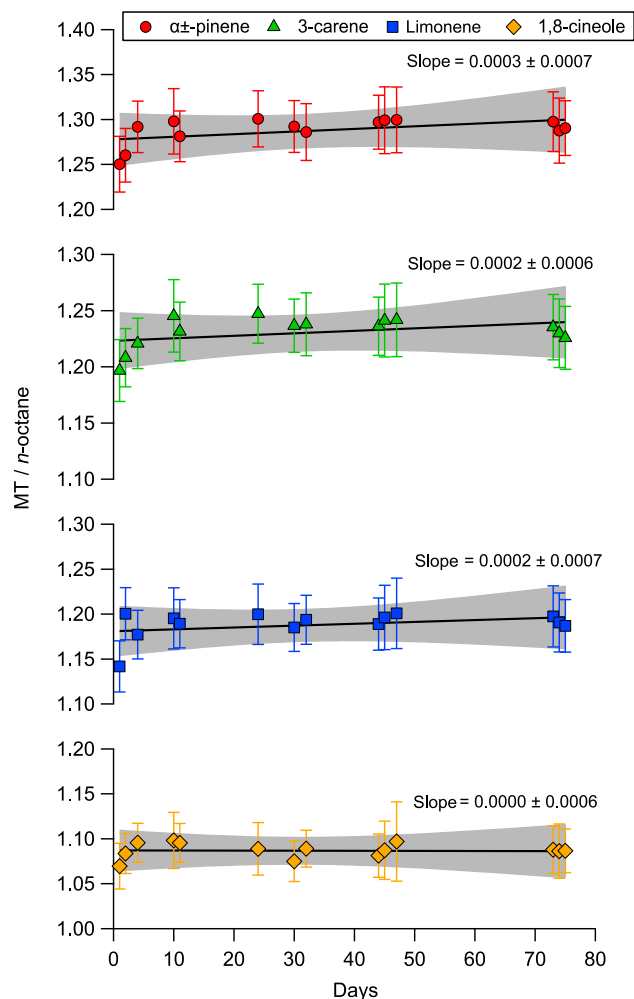 α±-pinene 3-carene Limonene 1,8-cineole
1.40
Slope = 0.0003 ± 0.0007
1.35
1.30
1.25
1.20
Slope = 0.0002 ± 0.0006
1.30
1.25
1.20
1.15
1.10
MT / n-octane
Slope = 0.0002 ± 0.0007
1.30
1.25
1.20
1.15
1.10
Slope = 0.0000 ± 0.0006
1.20
1.15
1.10
1.05
1.00
0 10 20 30 40 50 60 70 80
Days